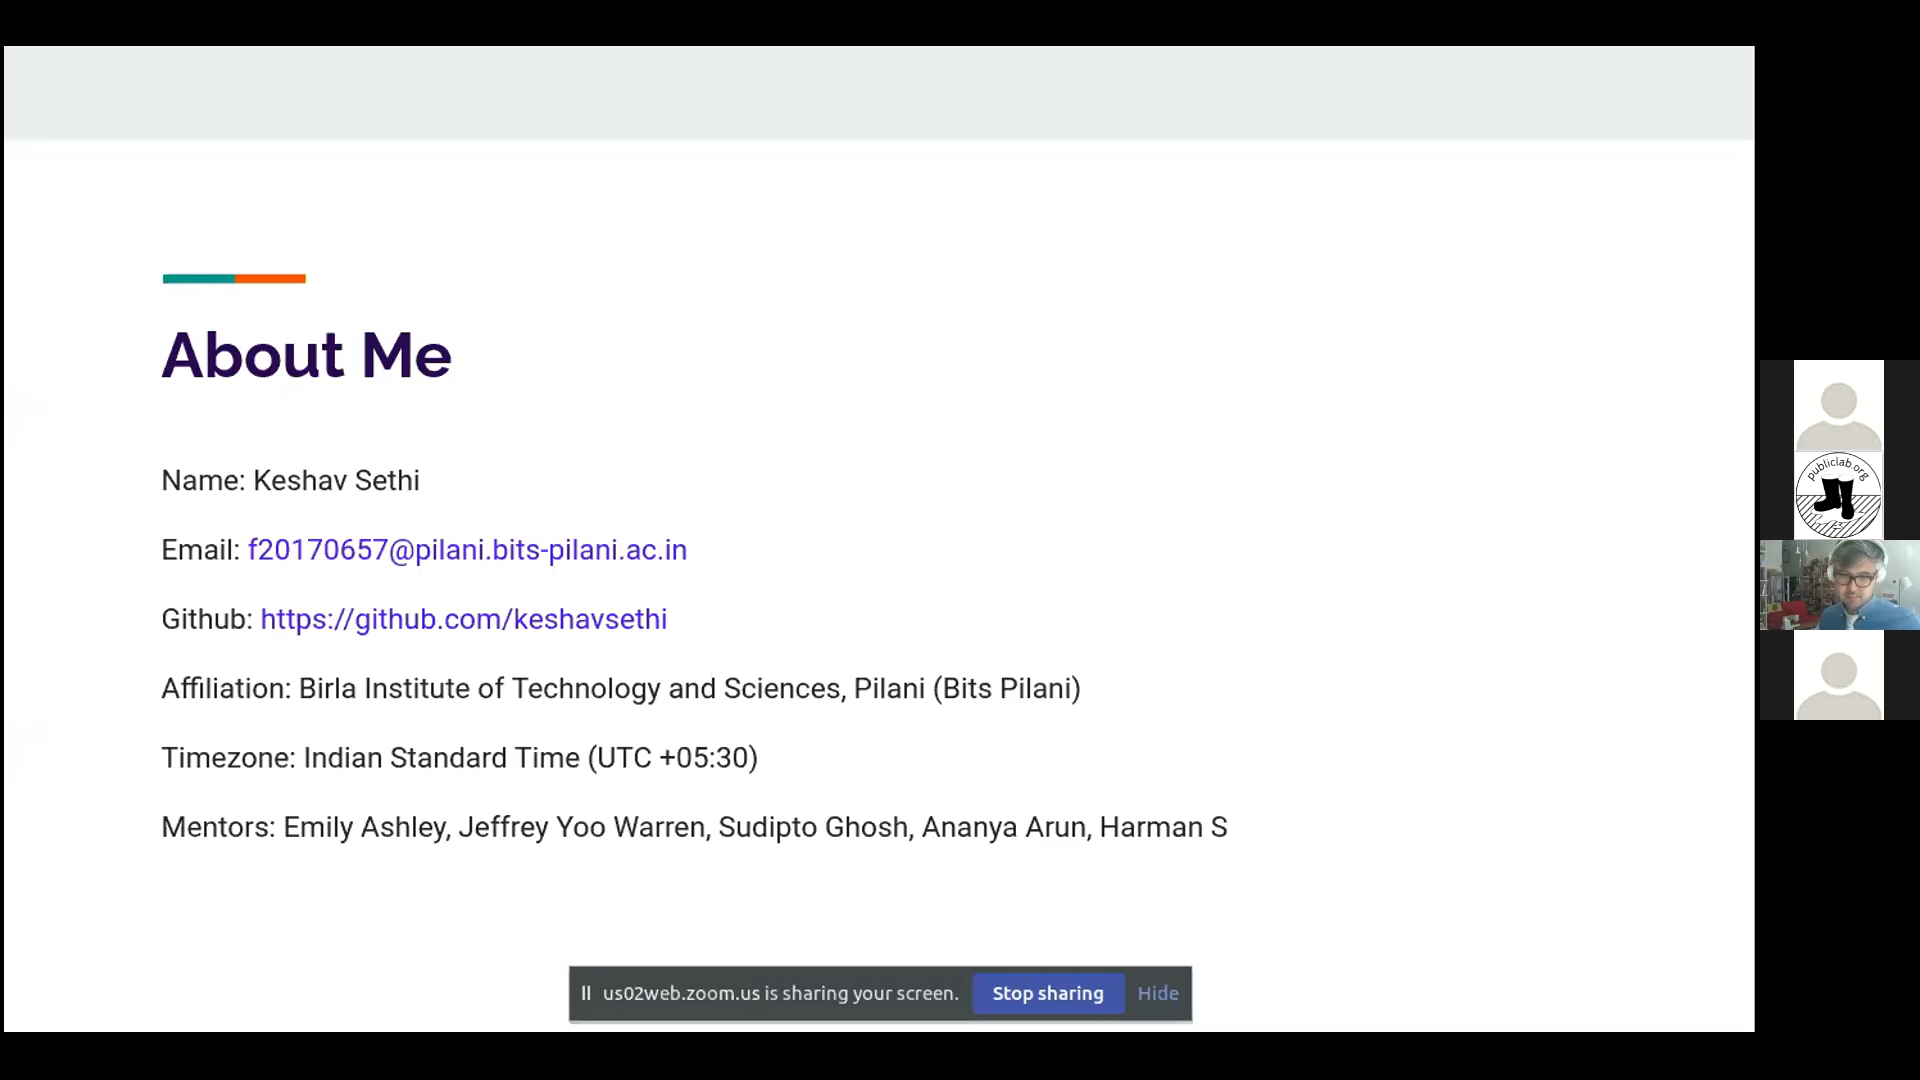 About Me
Name: Keshav Sethi
Email: f20170657@pilani.bits-pilani.ac.in
Github: https://github.com/keshavsethi
Affiliation: Birla Institute of Technology and Sciences, Pilani (Bits Pilani)
Timezone: Indian Standard Time (UTC +05:30)
Mentors: Emily Ashley, Jeffrey Yoo Warren, Sudipto Ghosh, Ananya Arun, Harman S
us02web.zoom.us is sharing your screen. Stop sharing Hide
publiclab.org